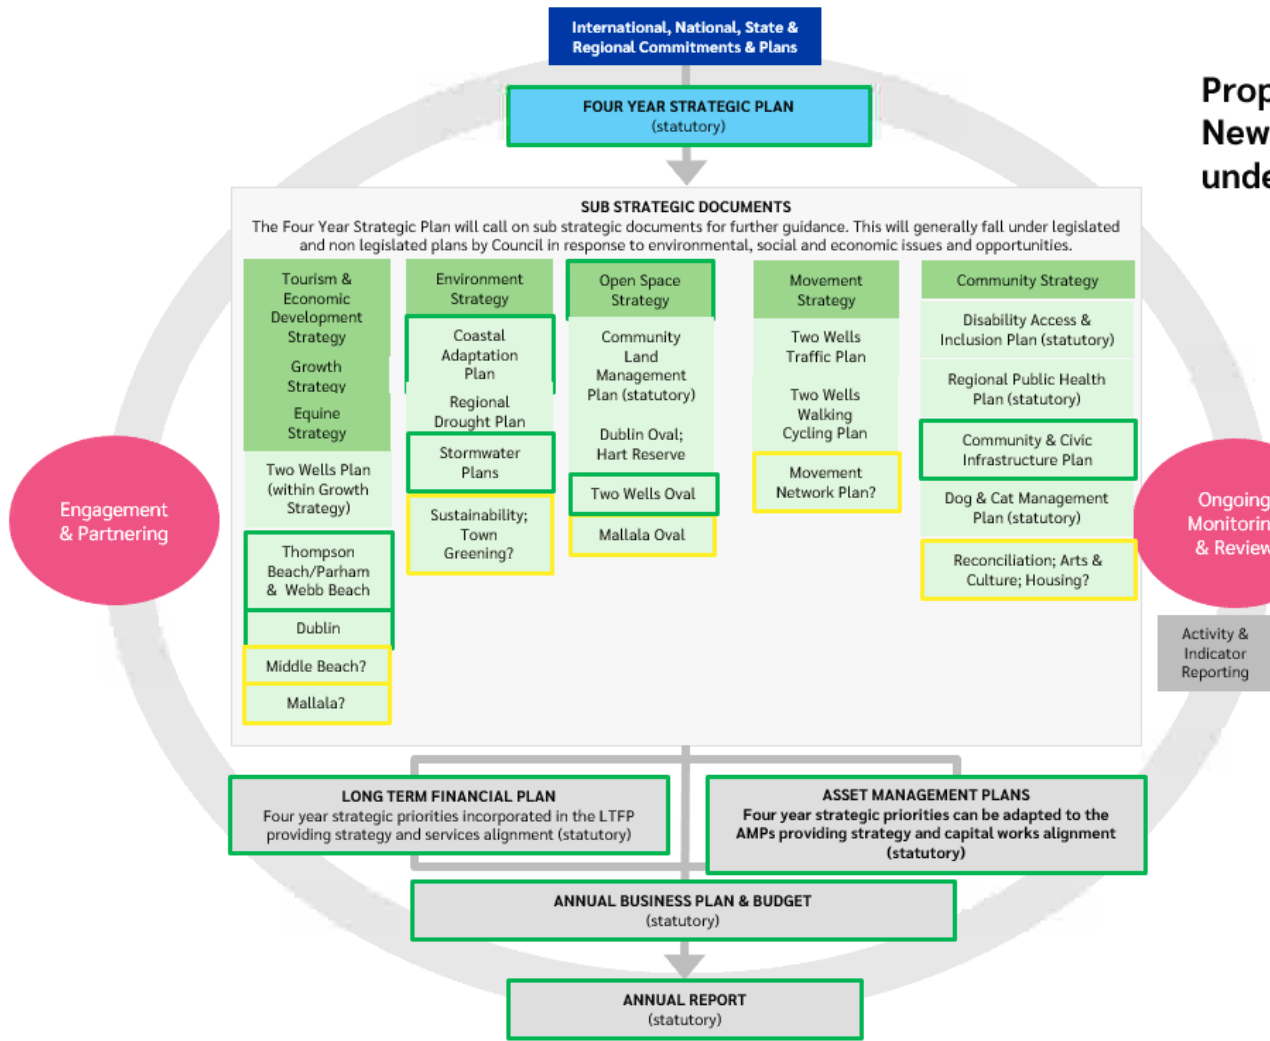 International, National, State &
Regional Commitments & Plans
FOUR YEAR STRATEGIC PLAN
(statutory)
SUB STRATEGIC DOCUMENTS
The Four Year Strategic Plan will call on sub strategic documents for further guidance. This will generally fall under legislated
and non legislated plans by Council in response to environmental, social and economic issues and opportunities.
Tourism &
Economic
Development
Strategy
Growth
Strategy
Equine
Strategy
Two Wells Plan
(within Growth
Strategy)
Thompson
Beach/Parham
& Webb Beach
Dublin
Middle Beach?
Mallala?
Environment
Strategy
Coastal
Adaptation
Plan
Regional
Drought Plan
Stormwater
Plans
Sustainability;
Town
Greening?
Open Space
Strategy
Community
Land
Management
Plan (statutory)
Dublin Oval;
Hart Reserve
Two Wells Oval
Mallala Oval
Movement
Strategy
Two Wells
Traffic Plan
Two Wells
Walking
Cycling Plan
Movement
Network Plan?
Community Strategy
Disability Access &
Inclusion Plan (statutory)
Regional Public Health
Plan (statutory)
Community & Civic
Infrastructure Plan
Dog & Cat Management
Plan (statutory)
Reconciliation; Arts &
Culture; Housing?
Engagement
& Partnering
Ongoing
Monitorin
& Review
Activity &
Indicator
Reporting
Prop
New
unde
LONG TERM FINANCIAL PLAN
Four year strategic priorities incorporated in the LTFP
providing strategy and services alignment (statutory)
ASSET MANAGEMENT PLANS
Four year strategic priorities can be adapted to the
AMPs providing strategy and capital works alignment
(statutory)
ANNUAL BUSINESS PLAN & BUDGET
(statutory)
ANNUAL REPORT
(statutory)